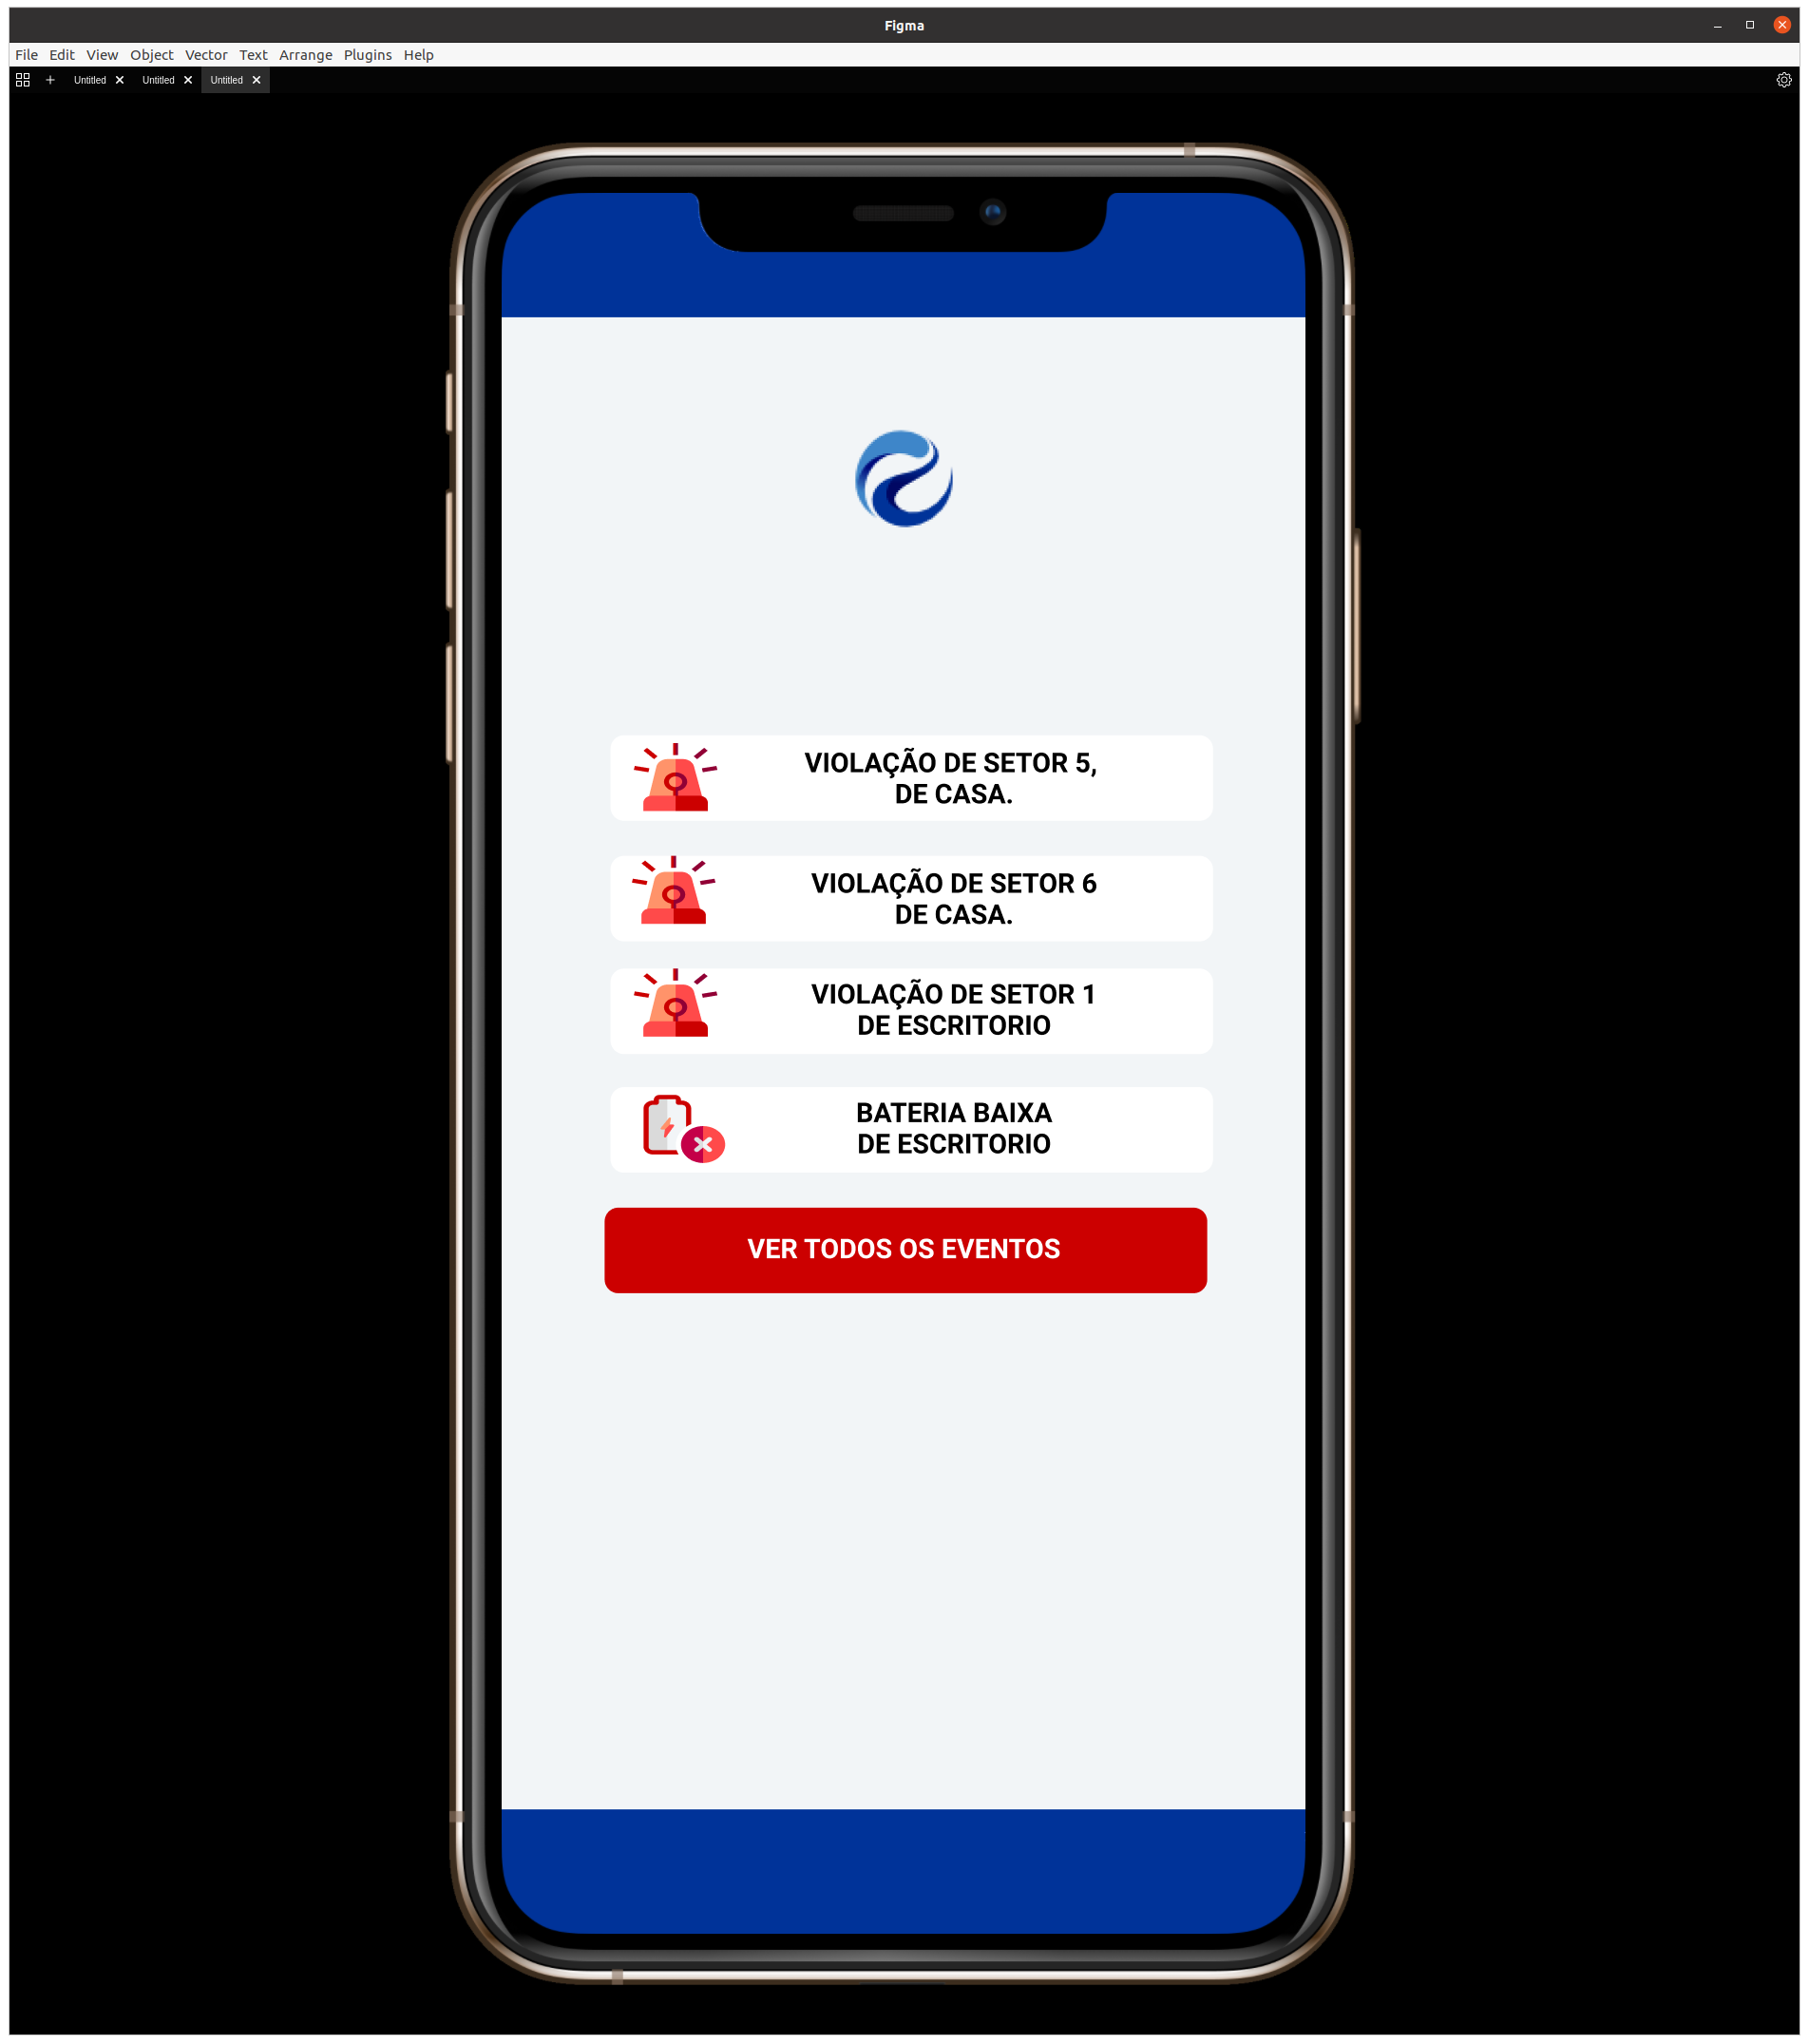 Figma
File Edit View Object Vector Text Arrange Plugins Help
Untitled Untitled Untitled
VIOLAÇÃO DE SETOR 5,
DE CASA.
VIOLAÇÃO DE SETOR 6
DE CASA.
VIOLAÇÃO DE SETOR 1
DE ESCRITORIO
BATERIA BAIXA
DE ESCRITORIO
VER TODOS OS EVENTOS